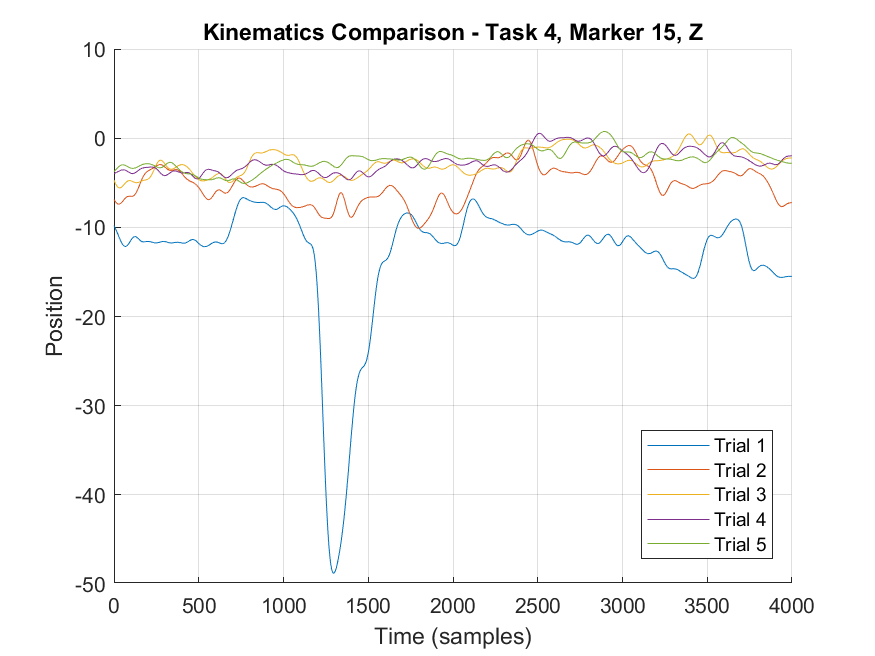 Kinematics Comparison - Task 4, Marker 15, Z
10
0
-10
-20
-30
-40
-50
Position
0 500 1000 1500 2000 2500 3000 3500 4000
Time (samples)
Trial 1
Trial 2
Trial 3
Trial 4
Trial 5